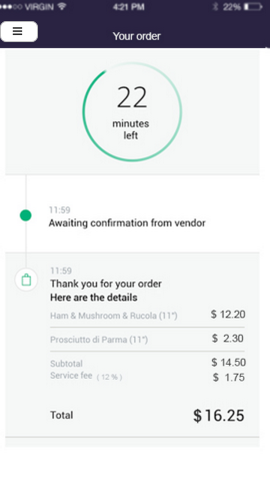 VIRGIN 4:21 PM 22%
Your order
22
minutes
left
11:59
Awaiting confirmation from vendor
11:59
Thank you for your order
Here are the details
Ham & Mushroom & Rucola (11") $ 12.20
Prosciutto di Parma (11") $ 2.30
Subtotal $ 14.50
Service fee (12%) $ 1.75
Total $16.25